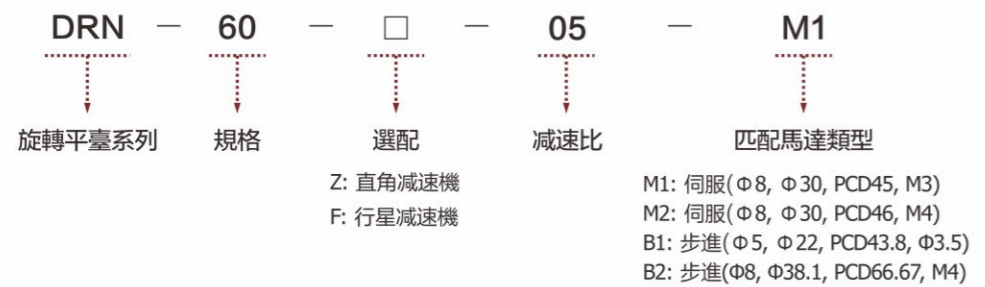 DRN － 60 － □ － 05 － M1
旋轉平臺系列 規格 選配 减速比 匹配馬達類型
Z: 直角减速機
F: 行星减速機
M1: 伺服(Φ8, Φ30, PCD45, M3)
M2: 伺服(Φ8, Φ30, PCD46, M4)
B1: 步進(Φ5, Φ22, PCD43.8, Φ3.5)
B2: 步進(Φ8, Φ38.1, PCD66.67, M4)